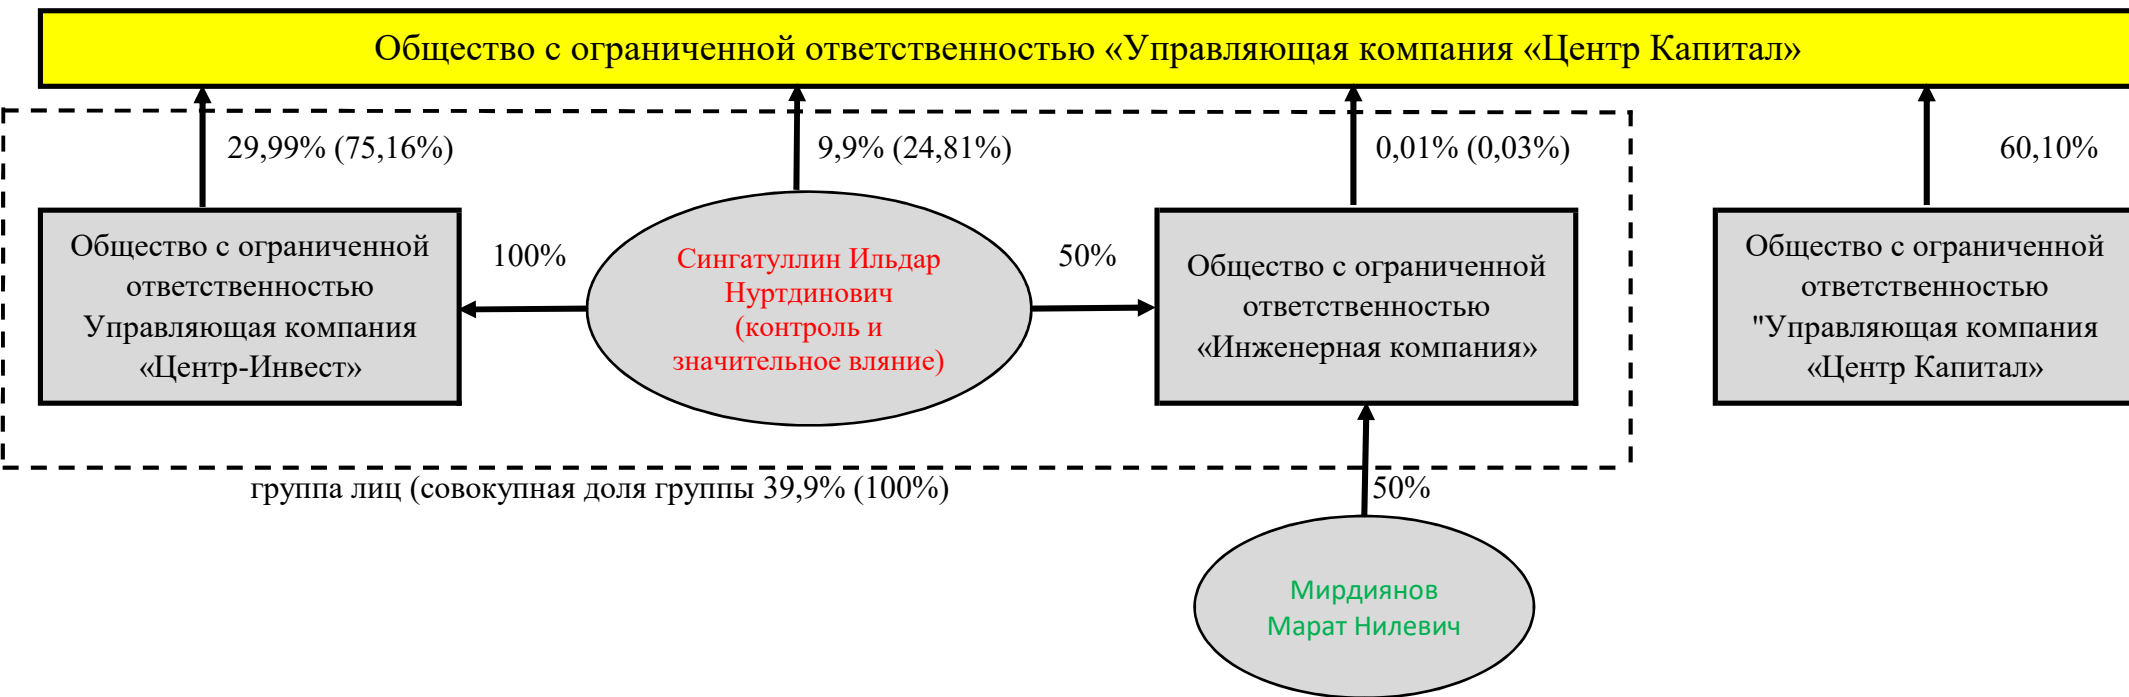 Общество с ограниченной ответственностью «Управляющая компания «Центр Капитал»
29,99% (75,16%)
9,9% (24,81%)
0,01% (0,03%)
60,10%
Общество с ограниченной
ответственностью
Управляющая компания
«Центр-Инвест»
100%
Сингатуллин Ильдар
Нуртдинович
(контроль и
значительное вляние)
50%
Общество с ограниченной
ответственностью
«Инженерная компания»
Общество с ограниченной
ответственностью
"Управляющая компания
«Центр Капитал»
группа лиц (совокупная доля группы 39,9% (100%)
50%
Мирдиянов
Марат Нилевич